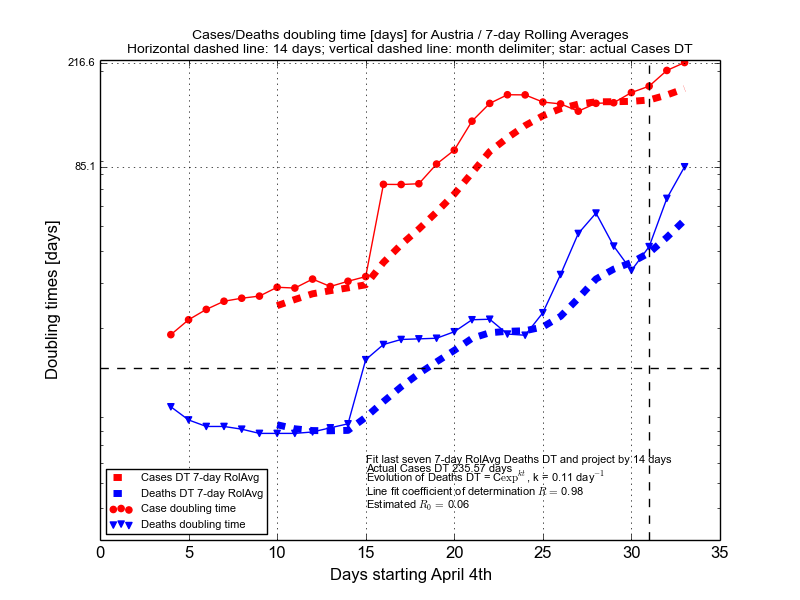 Cases/Deaths doubling time [days] for Austria / 7-day Rolling Averages
Horizontal dashed line: 14 days; vertical dashed line: month delimiter; star: actual Cases DT
216.6
85.1
Doubling times [days]
Fit last seven 7-day RolAvg Deaths DT and project by 14 days
Actual Cases DT 235.57 days
Evolution of Deaths DT = Gexp^{kt}, k = 0.11 day^{-1}
Line fit coefficient of determination R = 0.98
Estimated R_0 = 0.06
Cases DT 7-day RolAvg
Deaths DT 7-day RolAvg
Case doubling time
Deaths doubling time
0 5 10 15 20 25 30 35
Days starting April 4th